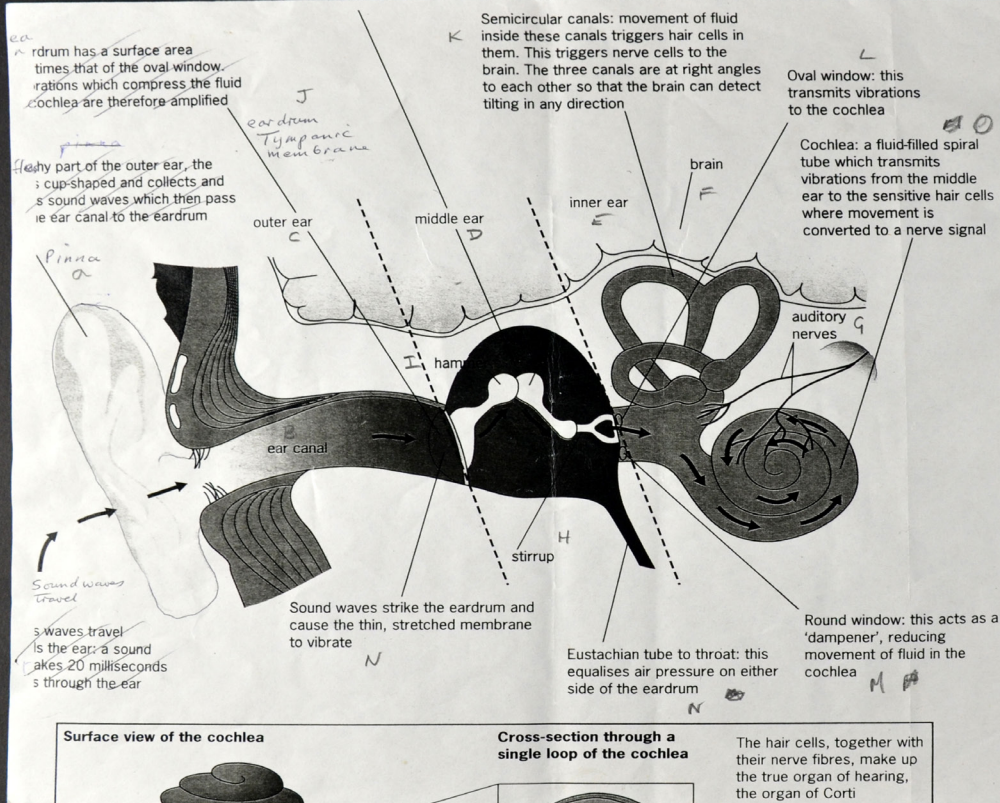 ea
rdrum has a surface area
times that of the oval window.
rations which compress the fluid
cochlea are therefore amplified
J
eardrum
Tympanic
membrane
K
Semicircular canals: movement of fluid
inside these canals triggers hair cells in
them. This triggers nerve cells to the
brain. The three canals are at right angles
to each other so that the brain can detect
tilting in any direction
L
Oval window: this
transmits vibrations
to the cochlea
O
Cochlea: a fluid-filled spiral
tube which transmits
vibrations from the middle
ear to the sensitive hair cells
where movement is
converted to a nerve signal
pinna
fleshy part of the outer ear, the
s cup-shaped and collects and
s sound waves which then pass
e ear canal to the eardrum
outer ear
C
middle ear
D
inner ear
E
brain
F
Pinna
a
auditory
nerves
G
I
ham
B
ear canal
H
stirrup
Sound waves
Travel
s waves travel
ls the ear: a sound
akes 20 milliseconds
s through the ear
Sound waves strike the eardrum and
cause the thin, stretched membrane
to vibrate
N
Eustachian tube to throat: this
equalises air pressure on either
side of the eardrum
N
Round window: this acts as a
'dampener', reducing
movement of fluid in the
cochlea
M
Surface view of the cochlea
Cross-section through a
single loop of the cochlea
The hair cells, together with
their nerve fibres, make up
the true organ of hearing,
the organ of Corti